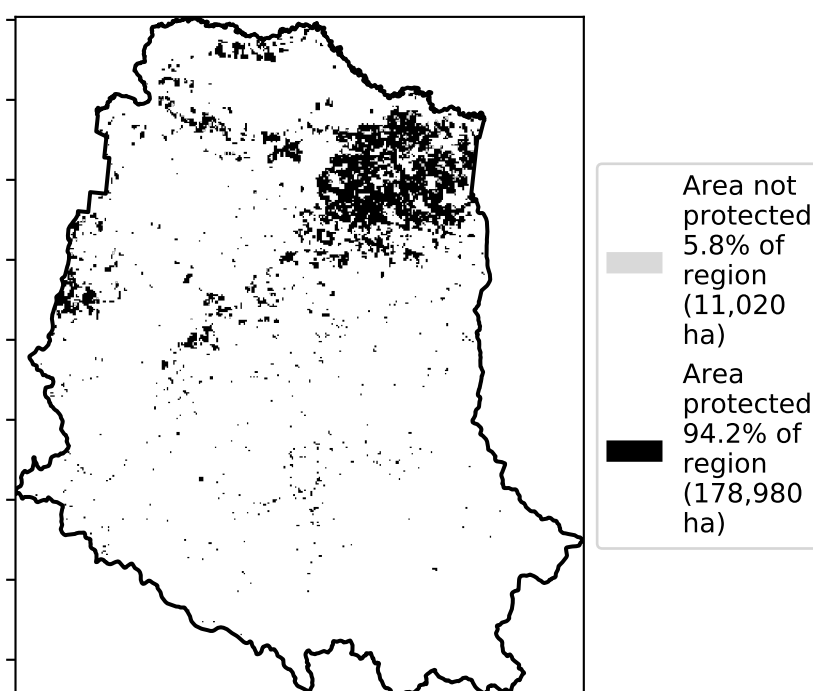 Area not
protected
5.8% of
region
(11,020
ha)
Area
protected
94.2% of
region
(178,980
ha)